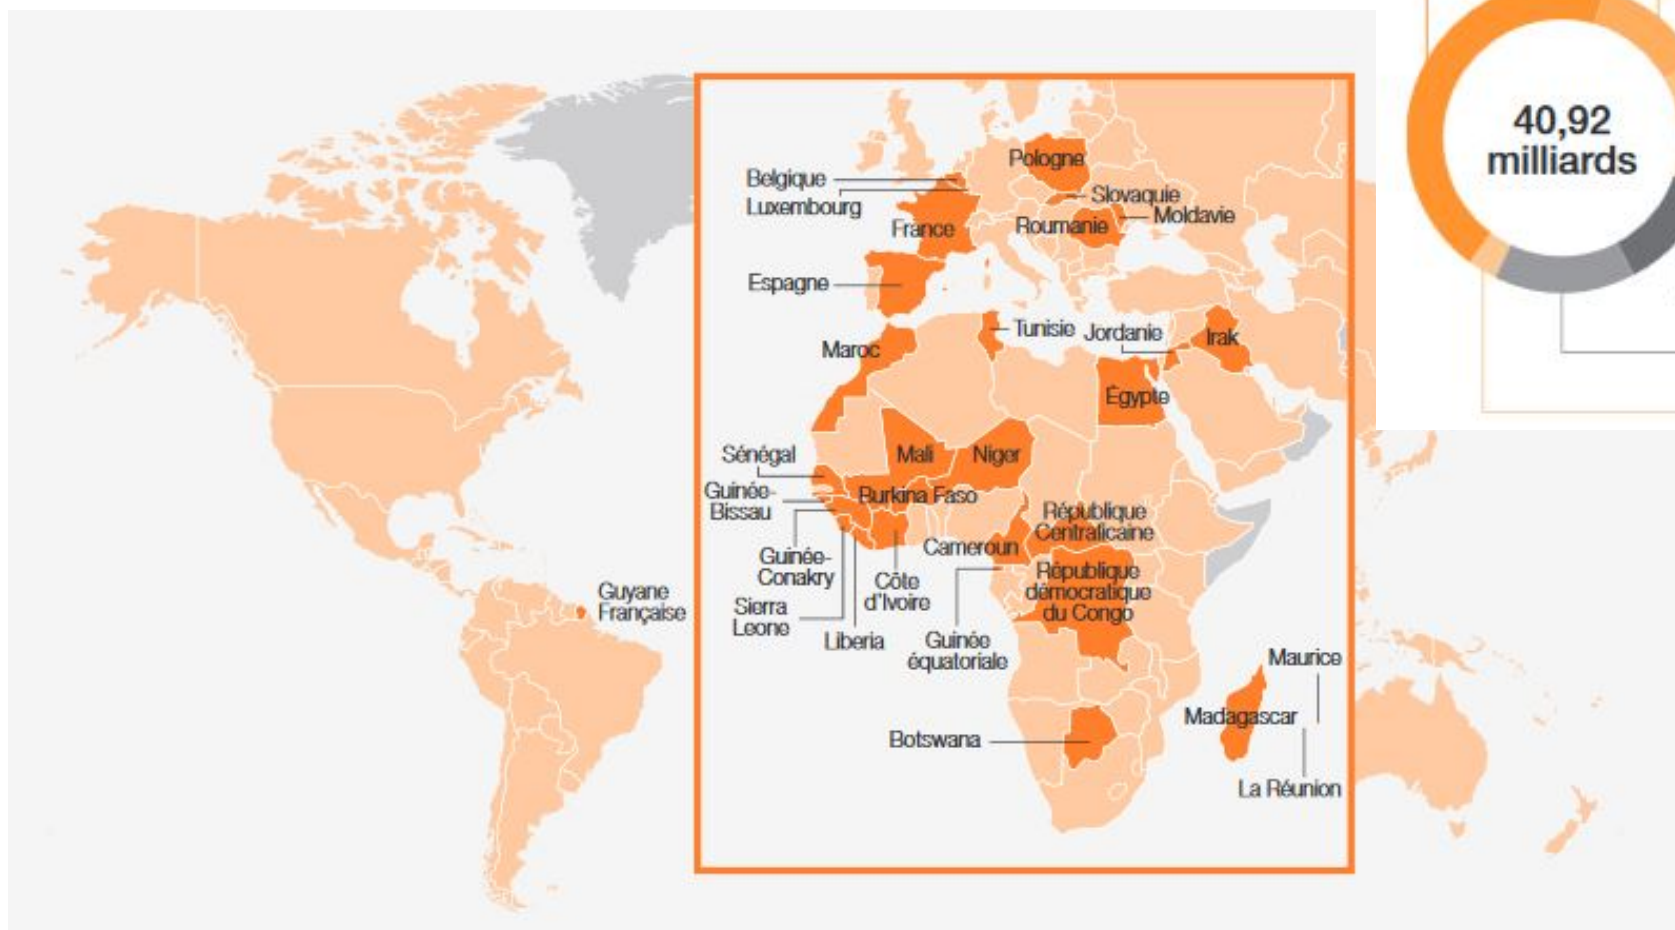 40,92
milliards
Pologne
Belgique
Luxembourg
Slovaquie
Moldavie
France
Roumanie
Espagne
Tunisie
Jordanie
Irak
Maroc
Égypte
Sénégal
Mali
Niger
Guinée-
Bissau
Burkina Faso
République
Centraficaine
Cameroun
Guinée-
Conakry
Côte
d'Ivoire
République
démocratique
du Congo
Guyane
Française
Sierra
Leone
Liberia
Guinée
équatoriale
Maurice
Madagascar
Botswana
La Réunion